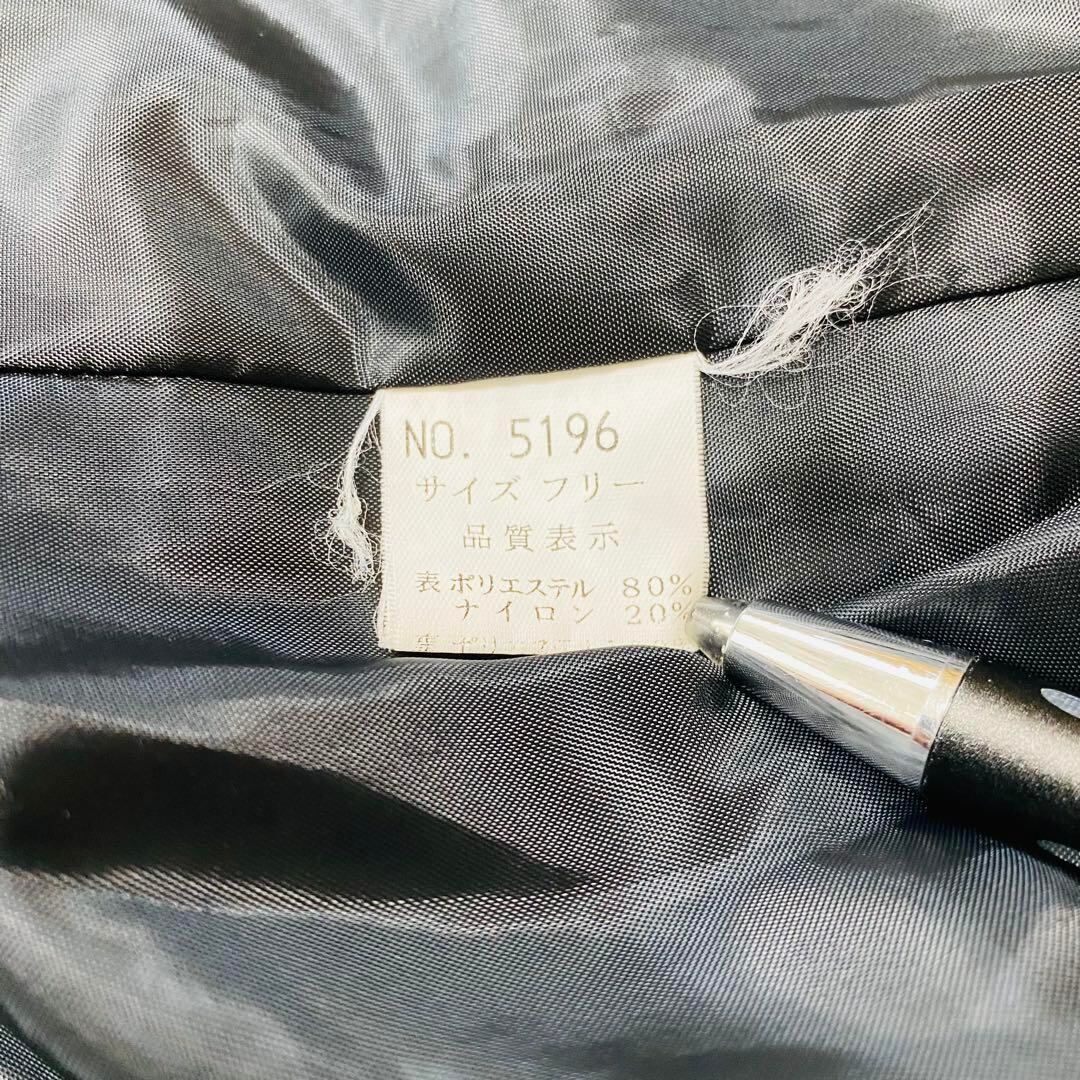 NO. 5196
サイズ フリー
品質表示
表 ポリエステル 80%
ナイロン 20%